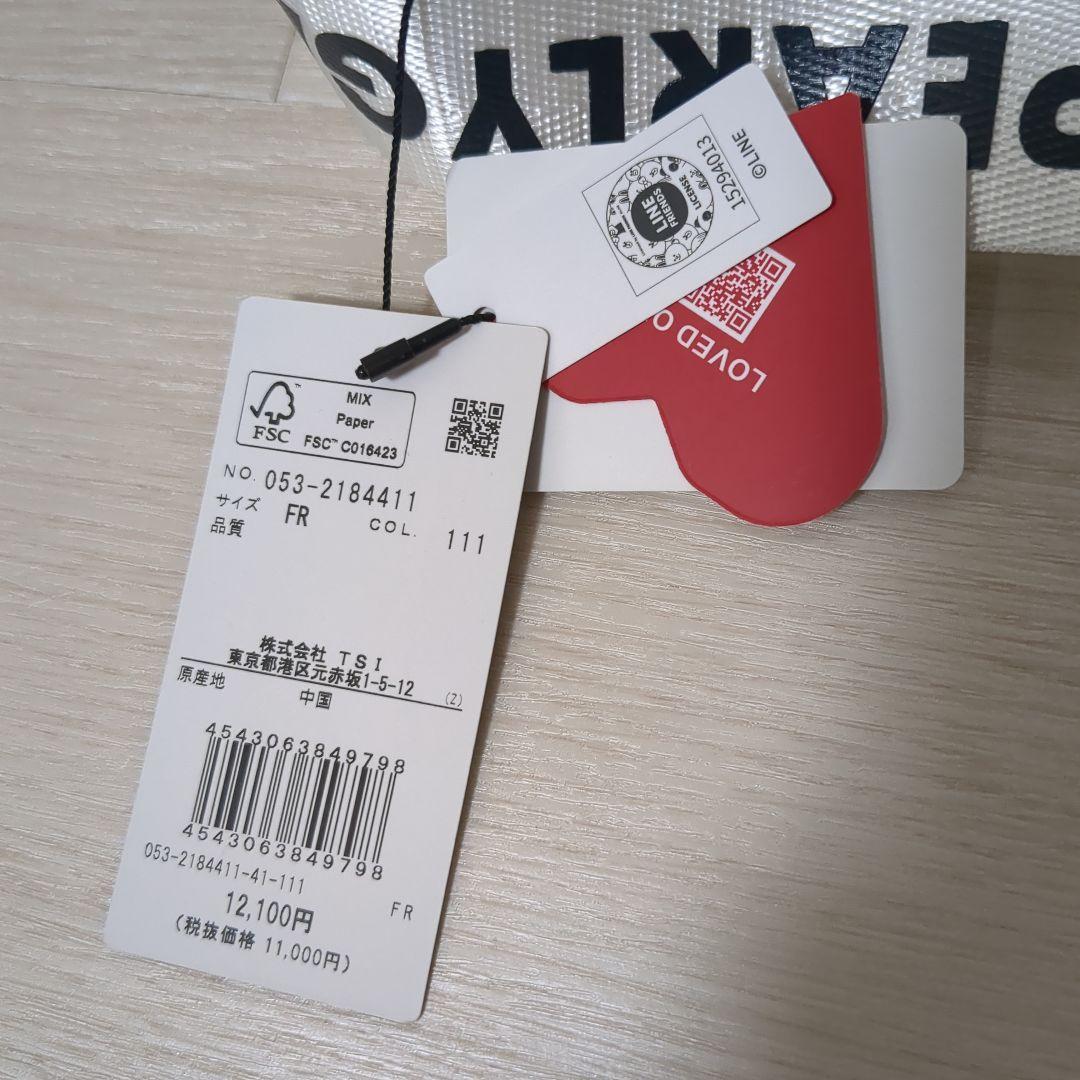 PEARLY G
©LINE
15294013
LINE
FRIENDS
LICENSE
LOVED O
FSC™
MIX
Paper
FSC™ C016423
NO. 053-2184411
サイズ FR COL. 111
品質
株式会社 TSI
東京都港区元赤坂1-5-12 (Z)
原産地 中国
4543063849798
4543063849798
053-2184411-41-111 FR
12,100円
(税抜価格 11,000円)